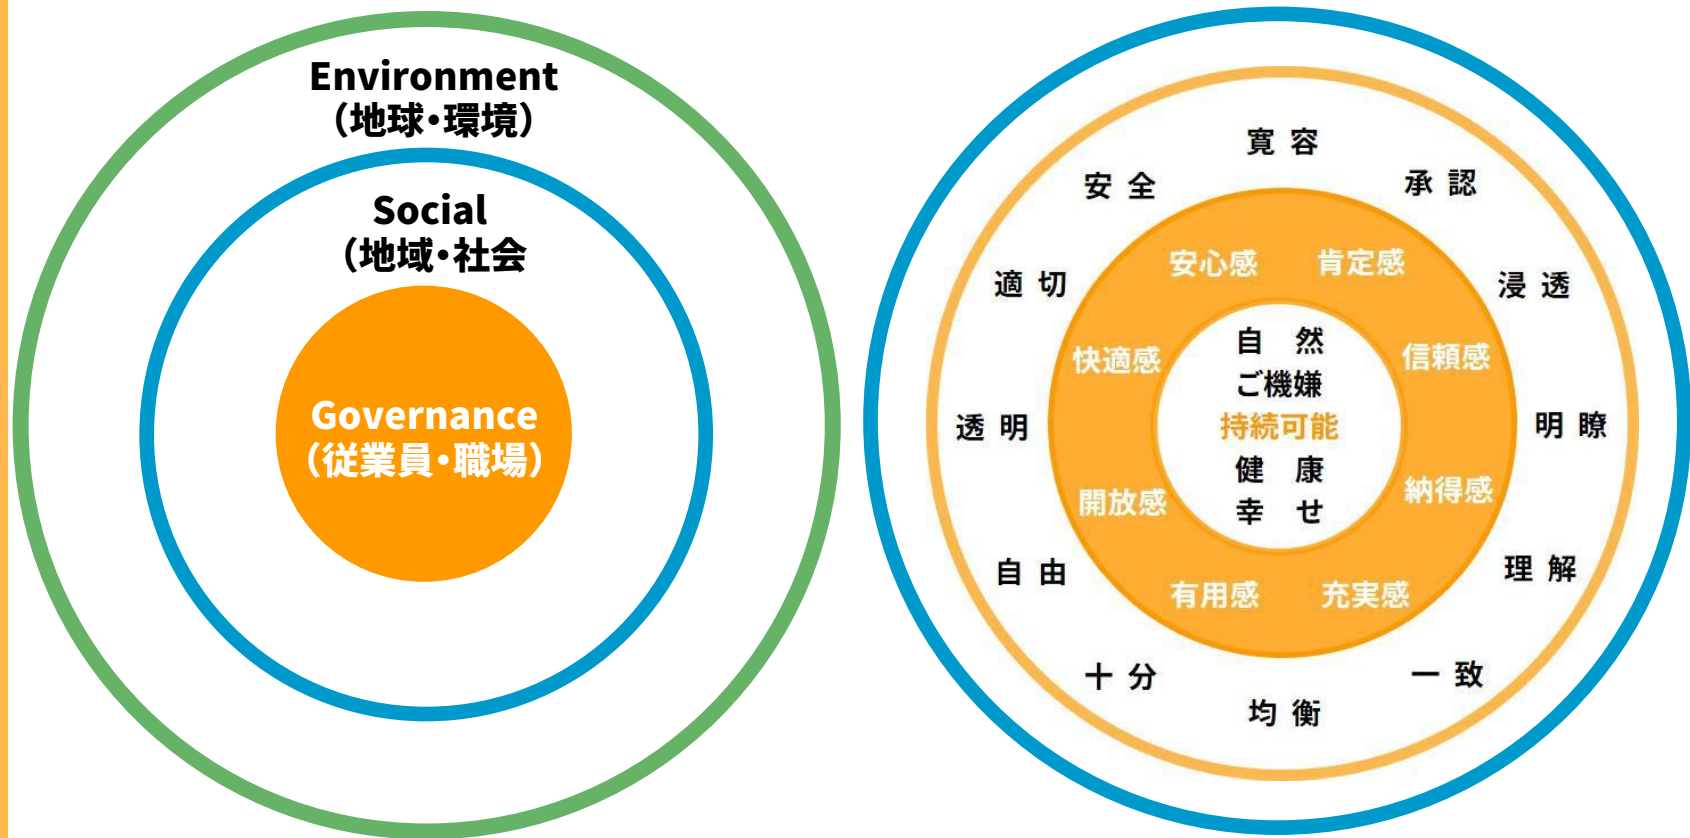 Environment
（地球・環境）
Social
（地域・社会
Governance
（従業員・職場）
寛 容
承 認
浸 透
明 瞭
理 解
一 致
均 衡
十 分
自 由
透 明
適 切
安 全
安心感
肯定感
信頼感
納得感
充実感
有用感
開放感
快適感
自　然
ご機嫌
持続可能
健　康
幸　せ